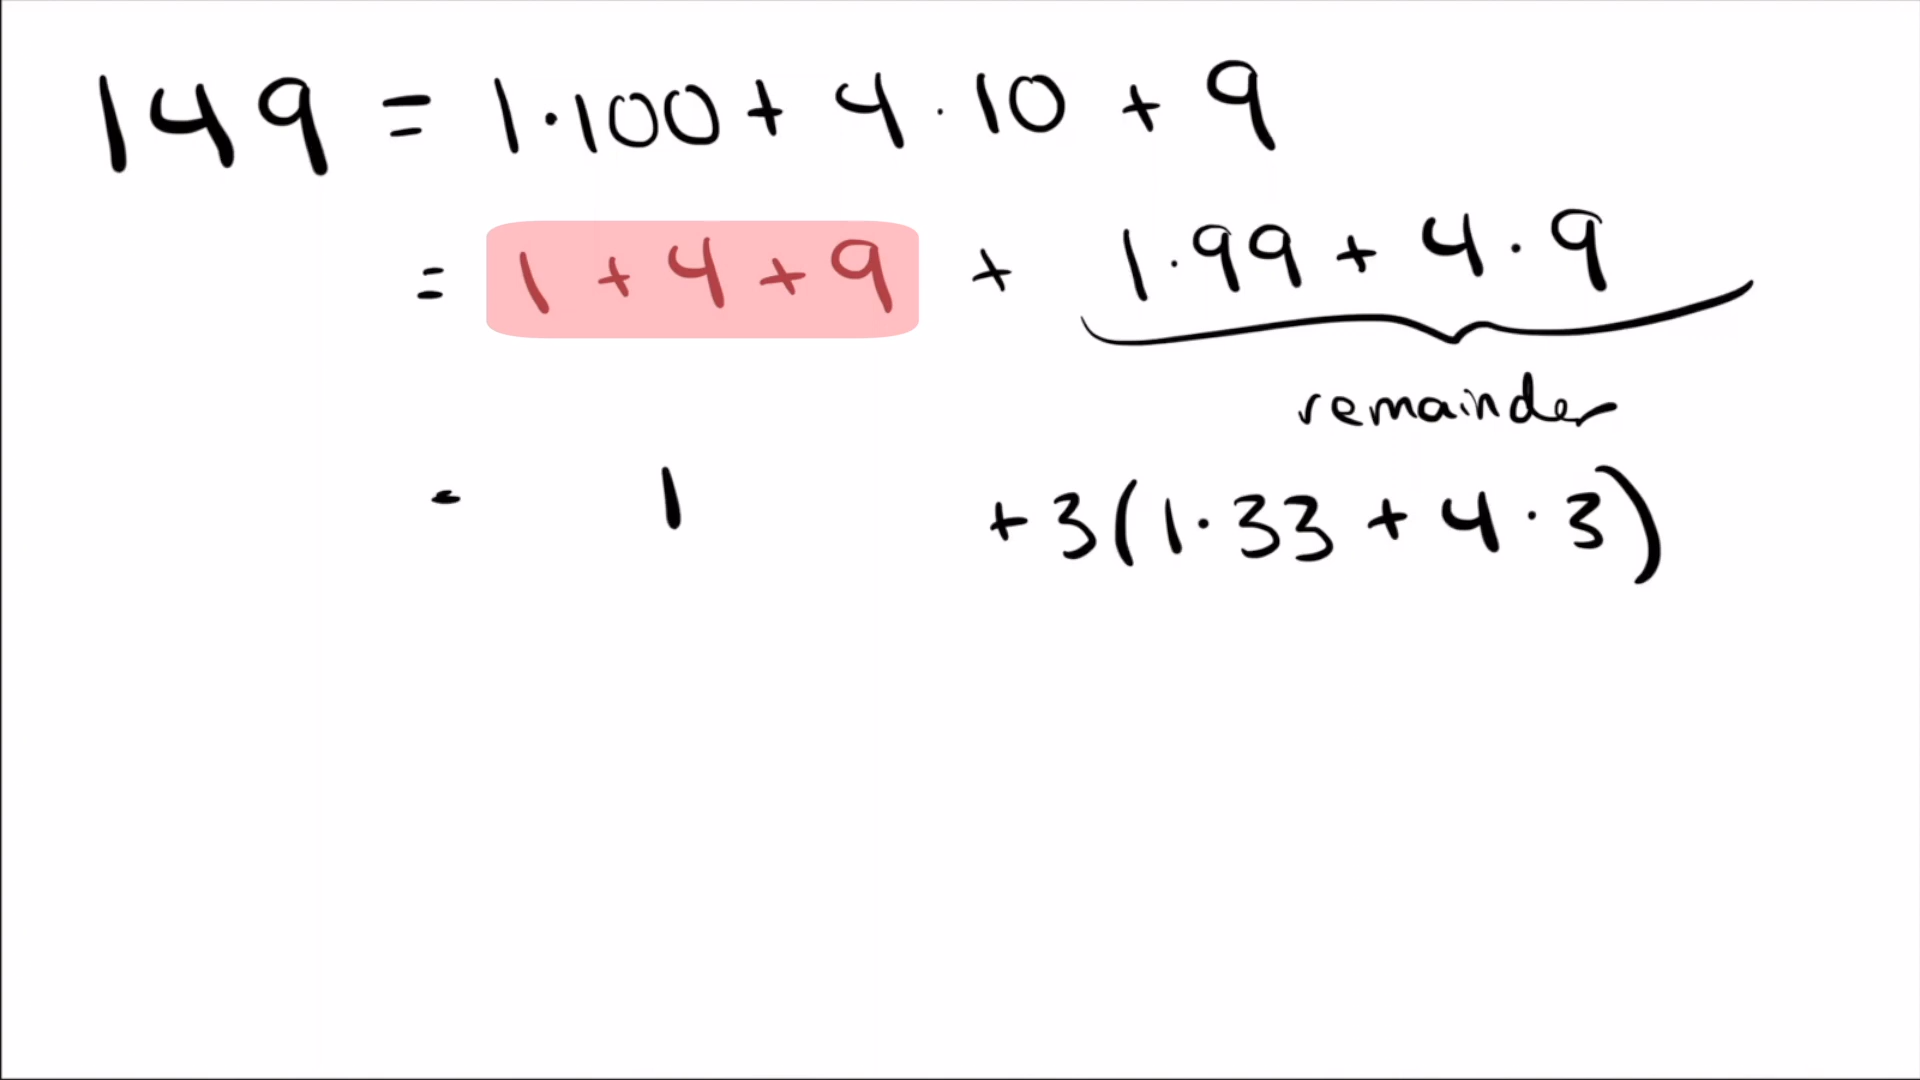 149 = 1·100 + 4·10 + 9
= 1 + 4 + 9 + 1·99 + 4·9
remainder
- 1 +3(1·33 + 4·3)